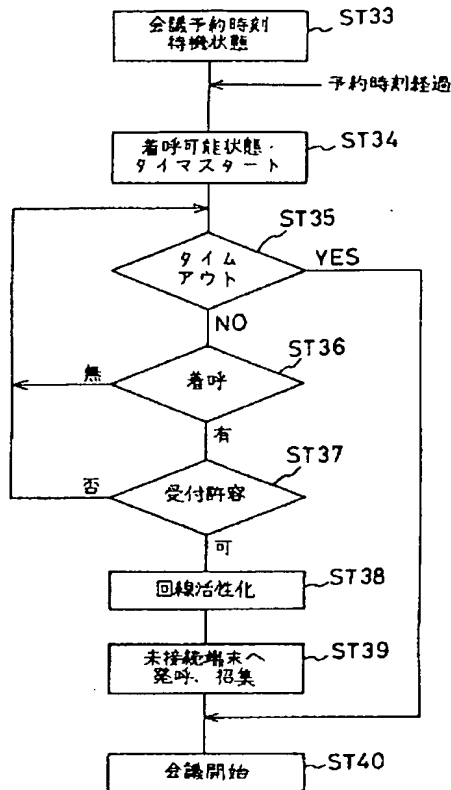 会議予約時刻
待機状態
ST33
予約時刻経過
着呼可能状態・
タイマスタート
ST34
ST35
タイム
アウト
YES
NO
ST36
着呼
無
有
ST37
受付許容
否
可
回線活性化
ST38
未接続端末へ
発呼、招集
ST39
会議開始
ST40